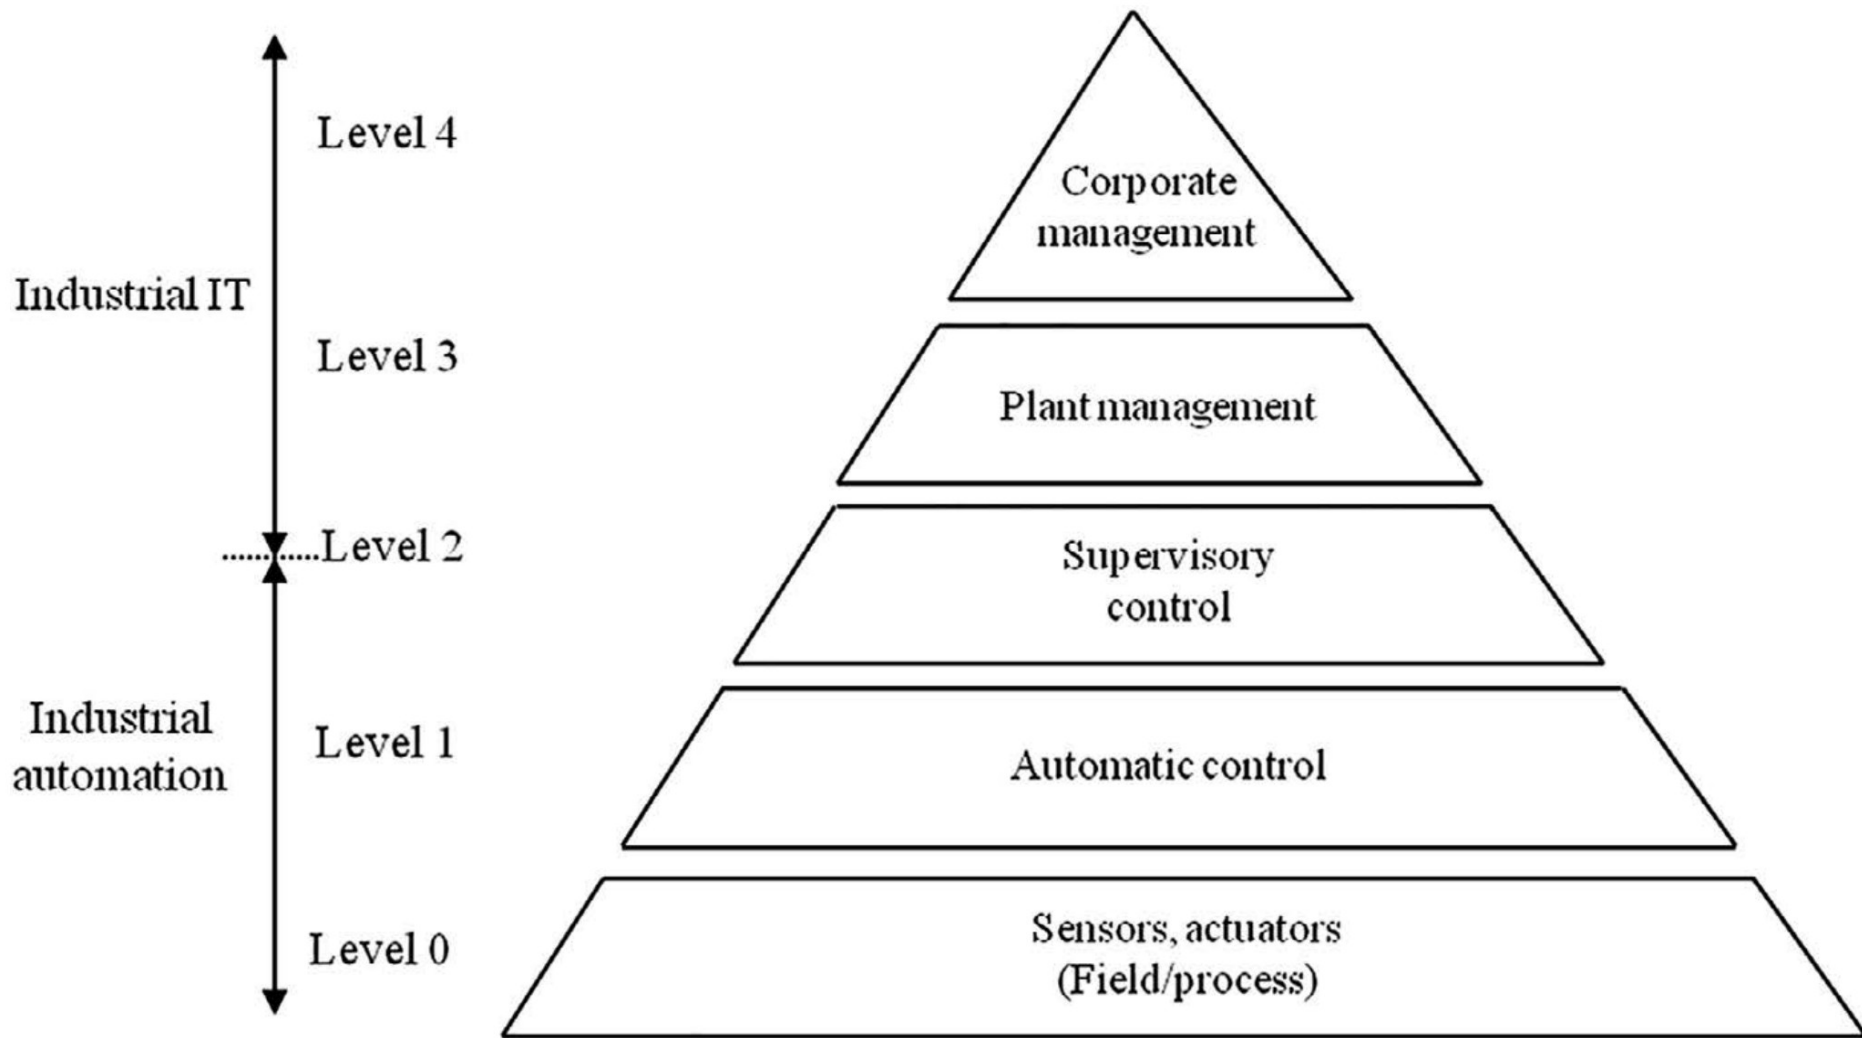 Level 4
Corporate
management
Industrial IT
Level 3
Plant management
Level 2
Supervisory
control
Industrial
automation
Level 1
Automatic control
Level 0
Sensors, actuators
(Field/process)